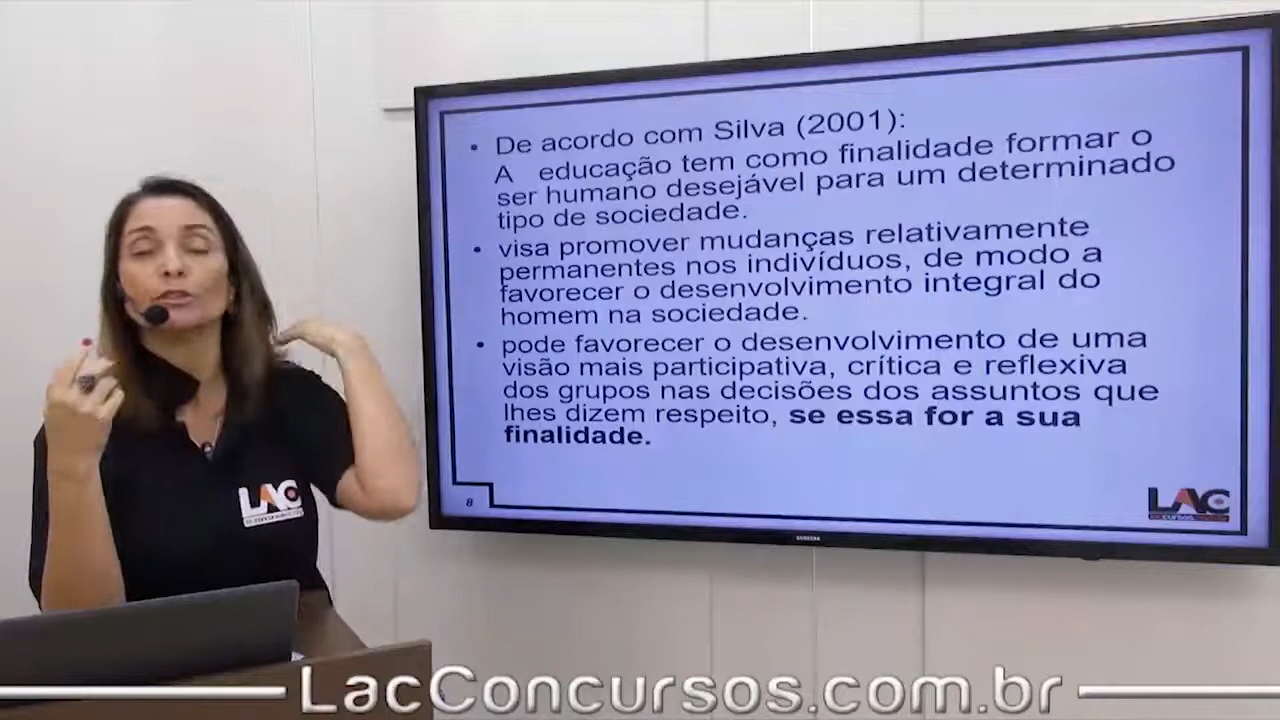 • De acordo com Silva (2001):
A educação tem como finalidade formar o
ser humano desejável para um determinado
tipo de sociedade.
• visa promover mudanças relativamente
permanentes nos indivíduos, de modo a
favorecer o desenvolvimento integral do
homem na sociedade.
• pode favorecer o desenvolvimento de uma
visão mais participativa, crítica e reflexiva
dos grupos nas decisões dos assuntos que
lhes dizem respeito, se essa for a sua
finalidade.
8
LAC
SAMSUNG
LAC
LacConcursos.com.br